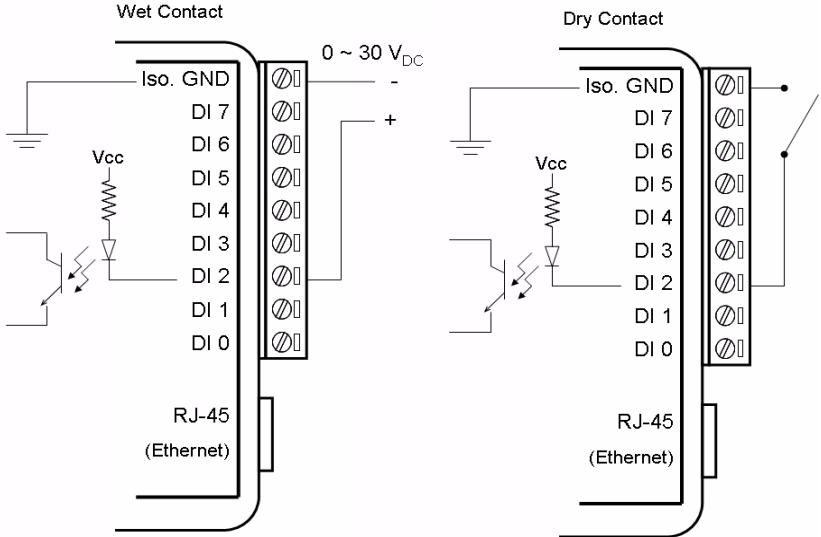 Wet Contact
0 ~ 30 VDC
Iso. GND
-
DI 7
+
DI 6
Vcc
DI 5
DI 4
DI 3
DI 2
DI 1
DI 0
RJ-45
(Ethernet)
Dry Contact
Iso. GND
DI 7
DI 6
Vcc
DI 5
DI 4
DI 3
DI 2
DI 1
DI 0
RJ-45
(Ethernet)